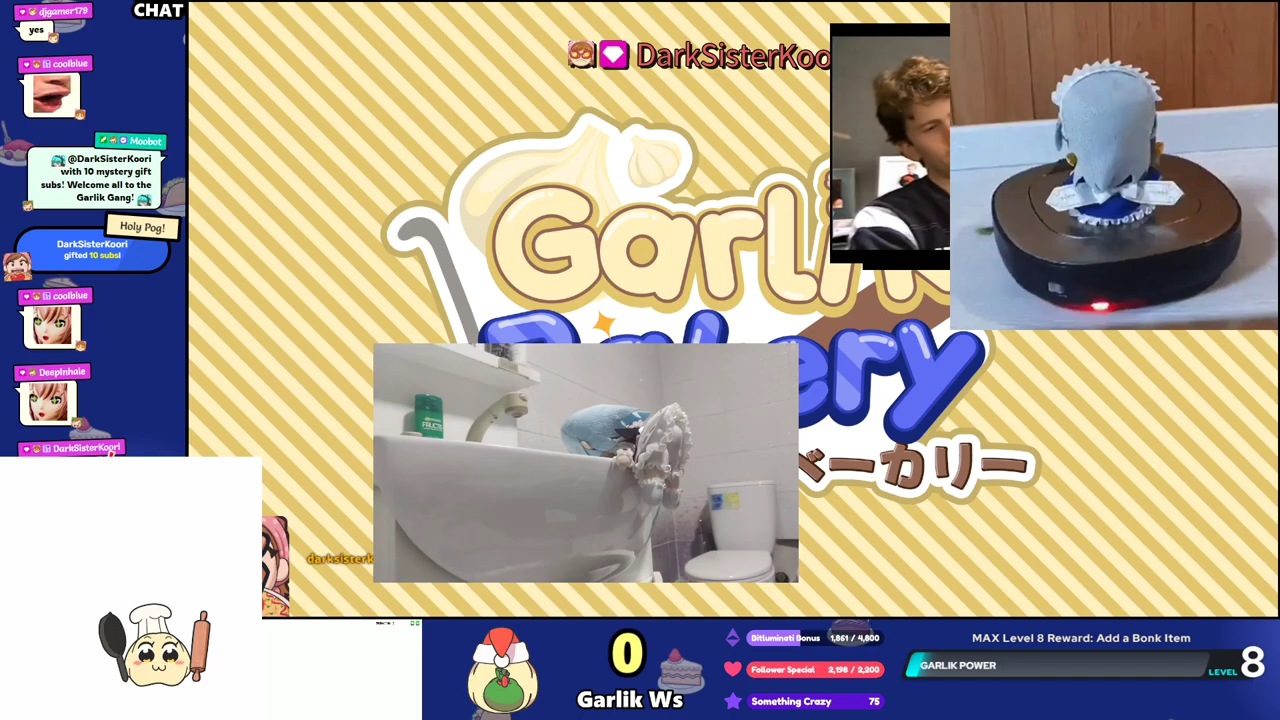 CHAT
djgamer179
yes
coolblue
Moobot
@DarkSisterKoori
with 10 mystery gift
subs! Welcome all to the
Garlik Gang!
Holy Pog!
DarkSisterKoori
gifted 10 subs!
coolblue
DeepInhale
DarkSisterKoori
DarkSisterKoo
Garli
ery
ベーカリー
FRUCTIS
darksisterk
0
Garlik Ws
Bitluminati Bonus 1,861 / 4,800
Follower Special 2,198 / 2,200
Something Crazy 75
MAX Level 8 Reward: Add a Bonk Item
GARLIK POWER
LEVEL 8